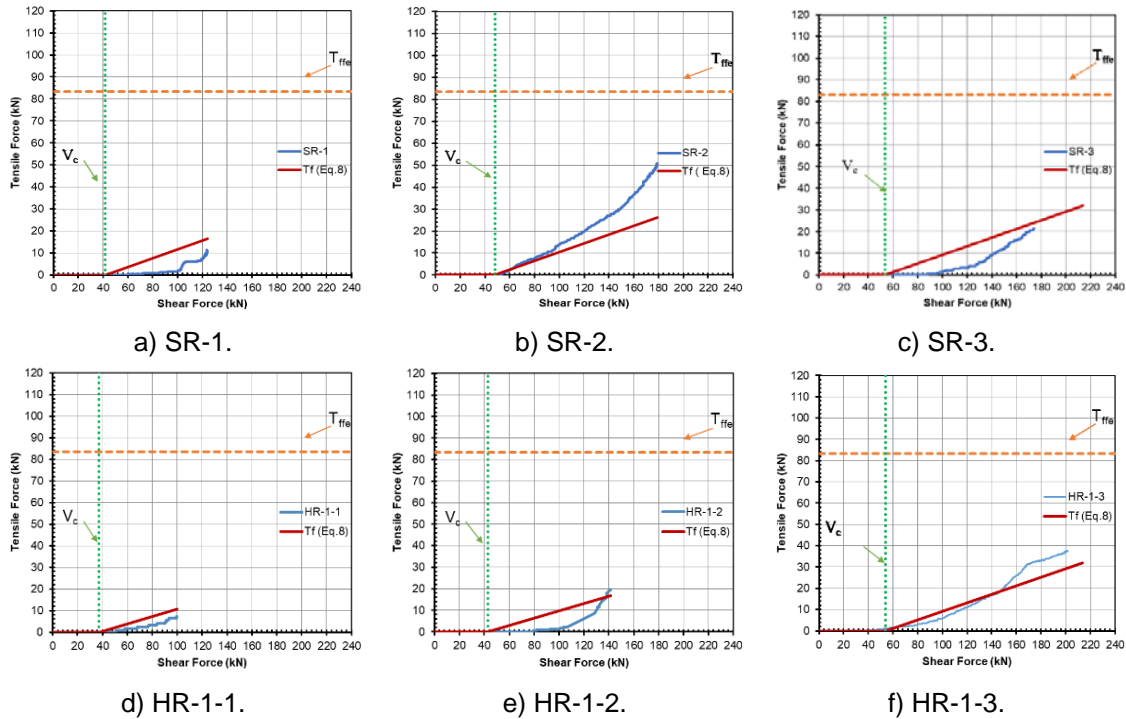 120
110
100
90
80
70
60
50
40
30
20
10
0
Tensile Force (kN)
T_ffe
V_c
SR-1
Tf (Eq.8)
0 20 40 60 80 100 120 140 160 180 200 220 240
Shear Force (kN)
a) SR-1.
120
110
100
90
80
70
60
50
40
30
20
10
0
Tensile Force (kN)
T_ffe
V_c
SR-2
Tf ( Eq.8)
0 20 40 60 80 100 120 140 160 180 200 220 240
Shear Force (kN)
b) SR-2.
120
110
100
90
80
70
60
50
40
30
20
10
0
Tensile Force (kN)
T_ffe
V_c
SR-3
Tf (Eq.8)
0 20 40 60 80 100 120 140 160 180 200 220 240
Shear Force (kN)
c) SR-3.
120
110
100
90
80
70
60
50
40
30
20
10
0
Tensile Force (kN)
T_ffe
V_c
HR-1-1
Tf (Eq.8)
0 20 40 60 80 100 120 140 160 180 200 220 240
Shear Force (kN)
d) HR-1-1.
120
110
100
90
80
70
60
50
40
30
20
10
0
Tensile Force (kN)
T_ffe
V_c
HR-1-2
Tf (Eq.8)
0 20 40 60 80 100 120 140 160 180 200 220 240
Shear Force (kN)
e) HR-1-2.
120
110
100
90
80
70
60
50
40
30
20
10
0
Tensile Force (kN)
T_ffe
HR-1-3
Tf (Eq.8)
V_c
0 20 40 60 80 100 120 140 160 180 200 220 240
Shear Force (kN)
f) HR-1-3.